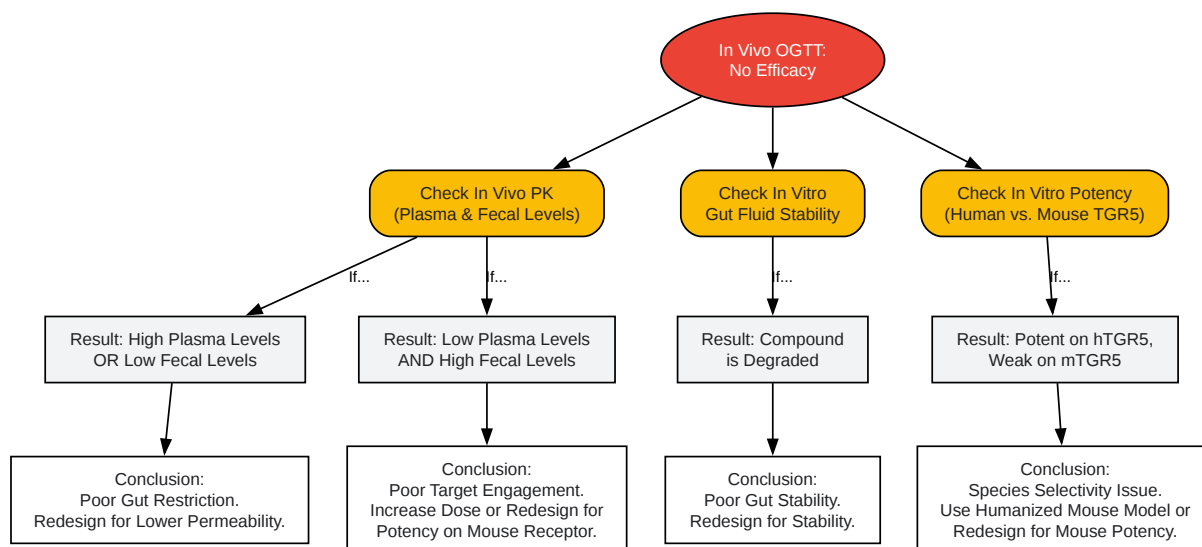 In Vivo OGTT:
No Efficacy
Check In Vivo PK
(Plasma & Fecal Levels)
Check In Vitro
Gut Fluid Stability
Check In Vitro Potency
(Human vs. Mouse TGR5)
If...
If...
If...
If...
Result: High Plasma Levels
OR Low Fecal Levels
Result: Low Plasma Levels
AND High Fecal Levels
Result: Compound
is Degraded
Result: Potent on hTGR5,
Weak on mTGR5
Conclusion:
Poor Gut Restriction.
Redesign for Lower Permeability.
Conclusion:
Poor Target Engagement.
Increase Dose or Redesign for
Potency on Mouse Receptor.
Conclusion:
Poor Gut Stability.
Redesign for Stability.
Conclusion:
Species Selectivity Issue.
Use Humanized Mouse Model or
Redesign for Mouse Potency.